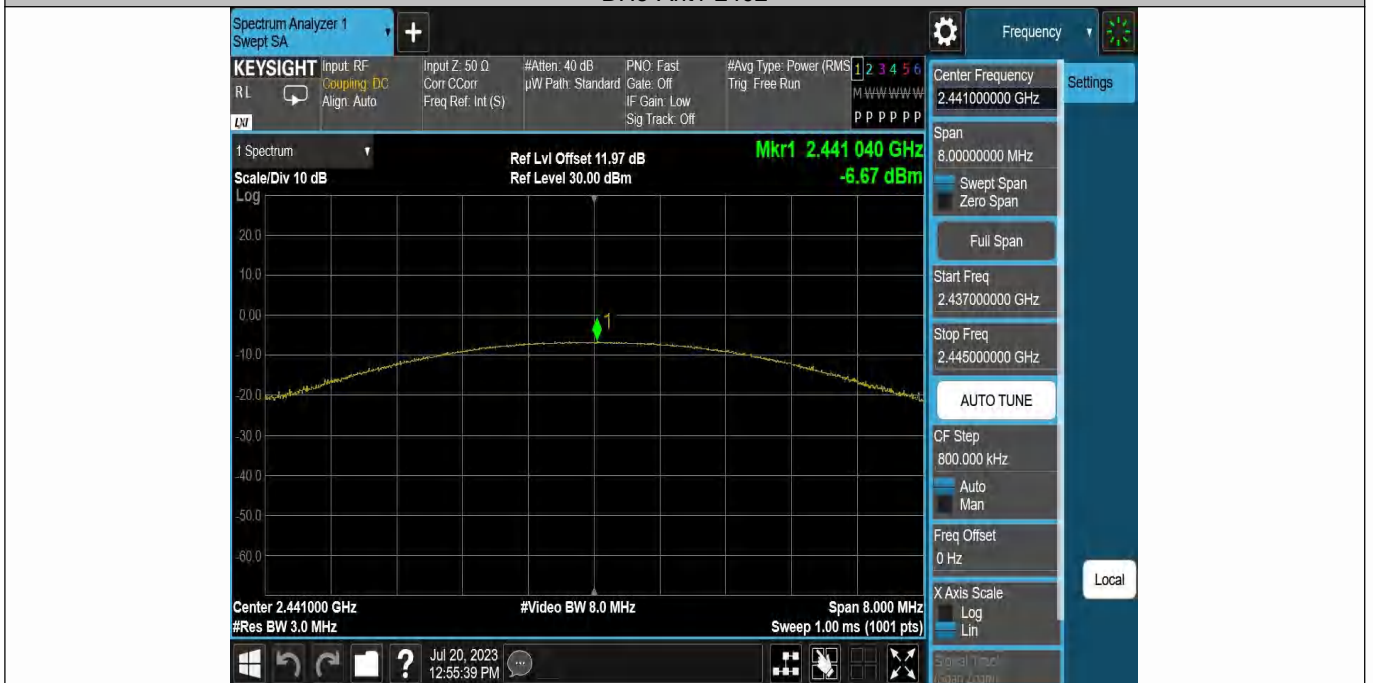 Spectrum Analyzer 1
Swept SA
+
Frequency
KEYSIGHT
RL
LXI
Input: RF
Coupling: DC
Align: Auto
Input Z: 50 Ω
Corr CCorr
Freq Ref: Int (S)
#Atten: 40 dB
µW Path: Standard
PNO: Fast
Gate: Off
IF Gain: Low
Sig Track: Off
#Avg Type: Power (RMS
Trig: Free Run
1 2 3 4 5 6
M W W W W W
P P P P P P
Center Frequency
2.441000000 GHz
Settings
1 Spectrum
Scale/Div 10 dB
Log
Ref Lvl Offset 11.97 dB
Ref Level 30.00 dBm
Mkr1 2.441 040 GHz
-6.67 dBm
20.0
10.0
0.00
-10.0
-20.0
-30.0
-40.0
-50.0
-60.0
1
Center 2.441000 GHz
#Res BW 3.0 MHz
#Video BW 8.0 MHz
Span 8.000 MHz
Sweep 1.00 ms (1001 pts)
Span
8.00000000 MHz
Swept Span
Zero Span
Full Span
Start Freq
2.437000000 GHz
Stop Freq
2.445000000 GHz
AUTO TUNE
CF Step
800.000 kHz
Auto
Man
Freq Offset
0 Hz
X Axis Scale
Log
Lin
Signal Track
(Span Zoom)
Local
?
Jul 20, 2023
12:55:39 PM